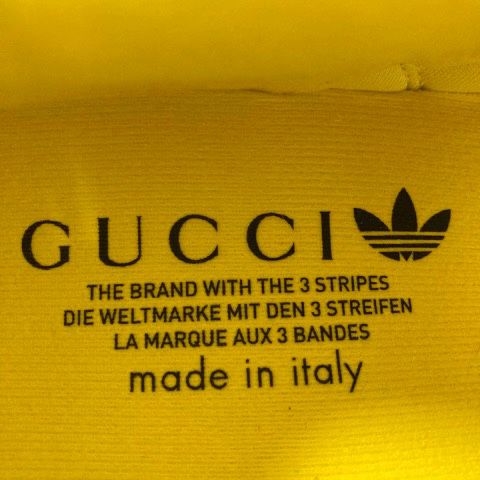 GUCCI
THE BRAND WITH THE 3 STRIPES
DIE WELTMARKE MIT DEN 3 STREIFEN
LA MARQUE AUX 3 BANDES
made in italy